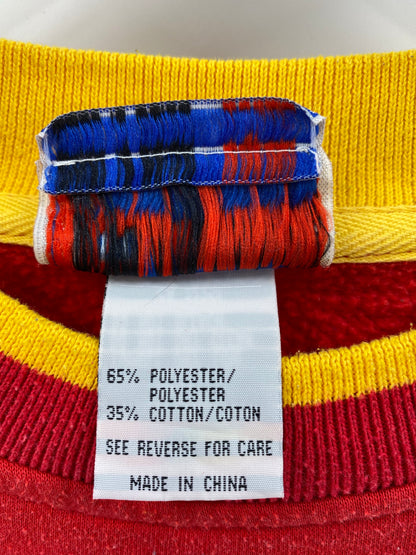 65% POLYESTER/
POLYESTER
35% COTTON/COTON
SEE REVERSE FOR CARE
MADE IN CHINA